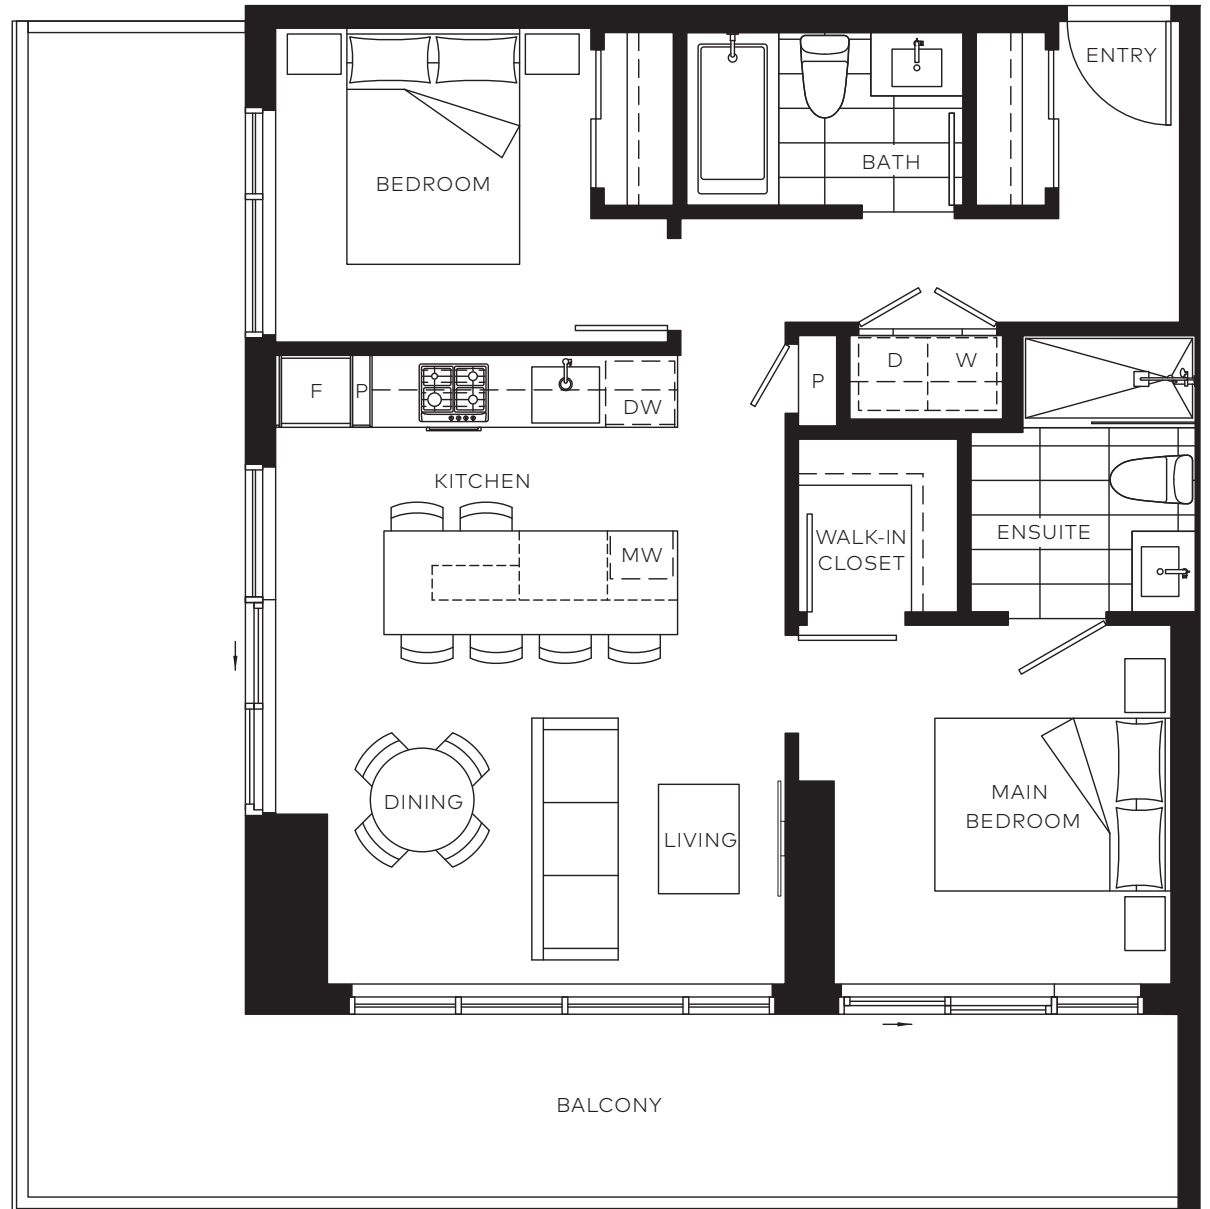 ENTRY
BATH
BEDROOM
D
W
P
F
P
DW
KITCHEN
ENSUITE
WALK-IN
CLOSET
MW
MAIN
BEDROOM
DINING
LIVING
BALCONY